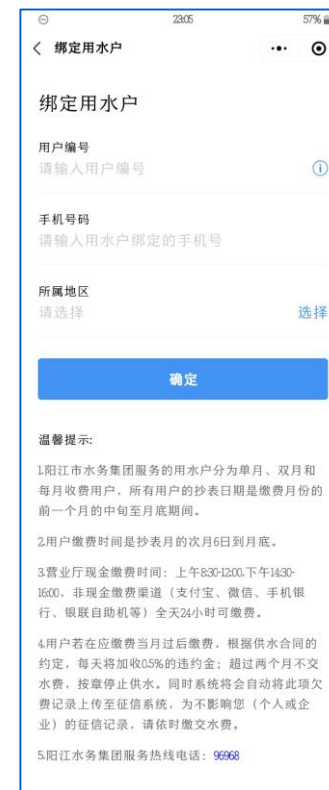 23:05
57%
绑定用水户
绑定用水户
用户编号
请输入用户编号
手机号码
请输入用水户绑定的手机号
所属地区
请选择
选择
确定
温馨提示:
1.阳江市水务集团服务的用水户分为单月、双月和
每月收费用户，所有用户的抄表日期是缴费月份的
前一个月的中旬至月底期间。
2.用户缴费时间是抄表月的次月6日到月底。
3.营业厅现金缴费时间：上午8:30-12:00,下午14:30-
16:00，非现金缴费渠道（支付宝、微信、手机银
行、银联自助机等）全天24小时可缴费。
4.用户若在应缴费当月过后缴费，根据供水合同的
约定，每天将加收0.5%的违约金；超过两个月不交
水费，按章停止供水。同时系统将会自动将此项欠
费记录上传至征信系统，为不影响您（个人或企
业）的征信记录，请依时缴交水费。
5.阳江水务集团服务热线电话：96968